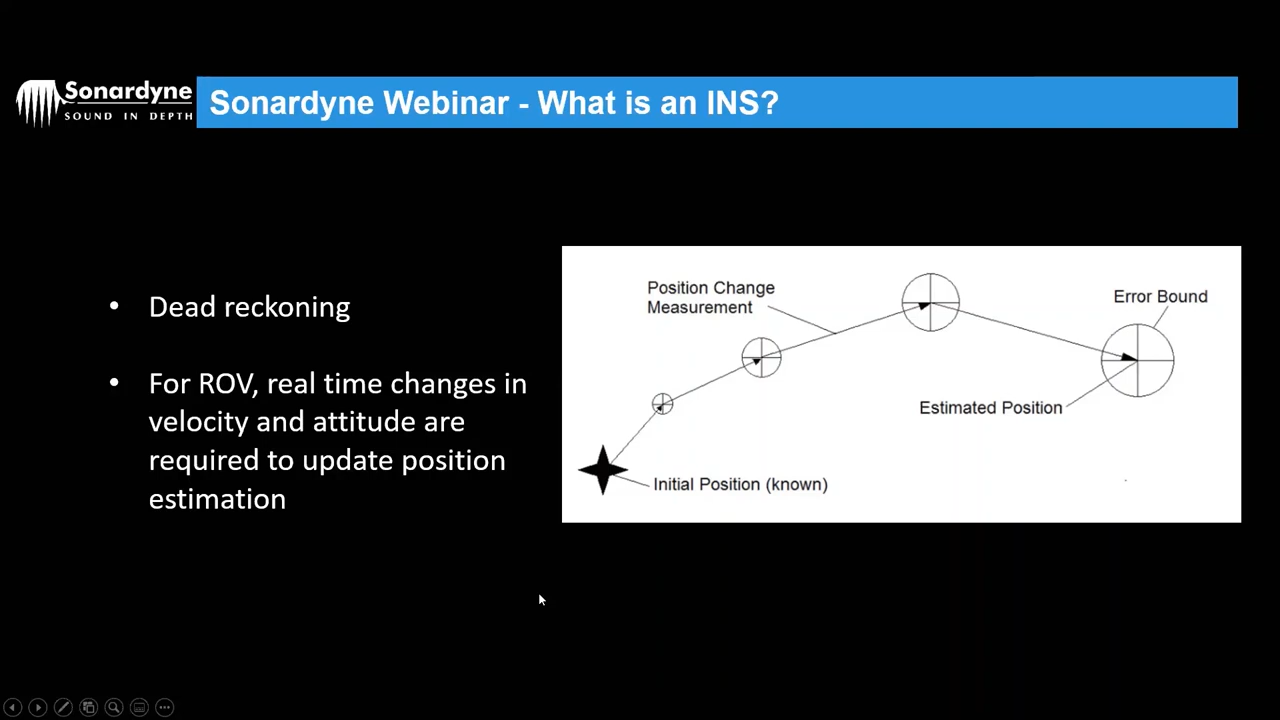 Sonardyne
SOUND IN DEPTH
Sonardyne Webinar - What is an INS?
• Dead reckoning
• For ROV, real time changes in
velocity and attitude are
required to update position
estimation
Position Change
Measurement
Error Bound
Estimated Position
Initial Position (known)